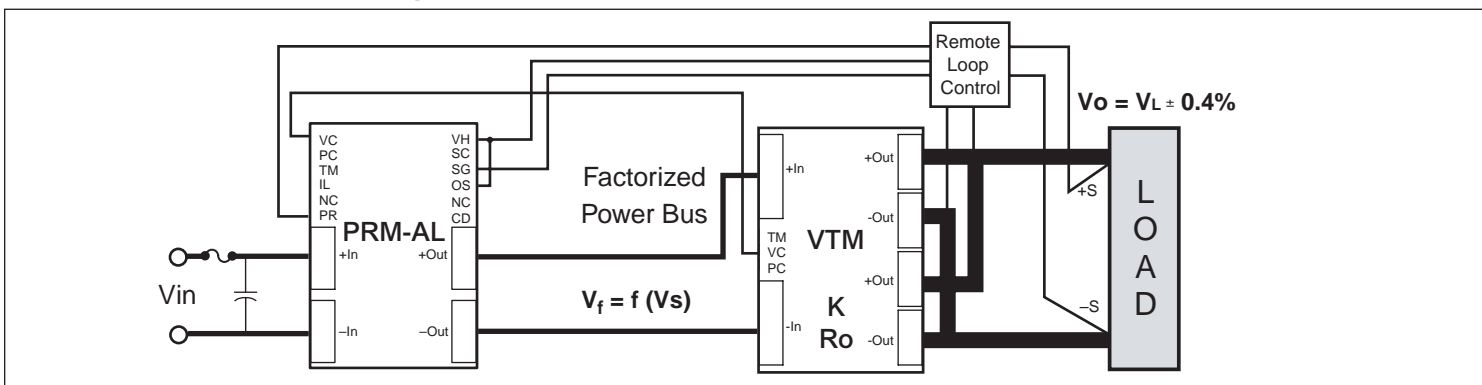 Remote
Loop
Control
Vo = VL ± 0.4%
VC
PC
TM
IL
NC
PR
VH
SC
SG
OS
NC
CD
PRM-AL
+In
+Out
–In
–Out
Vin
Factorized
Power Bus
Vf = f (Vs)
+In
+Out
-Out
TM
VC
PC
VTM
+Out
K
Ro
-In
-Out
+S
–S
L
O
A
D